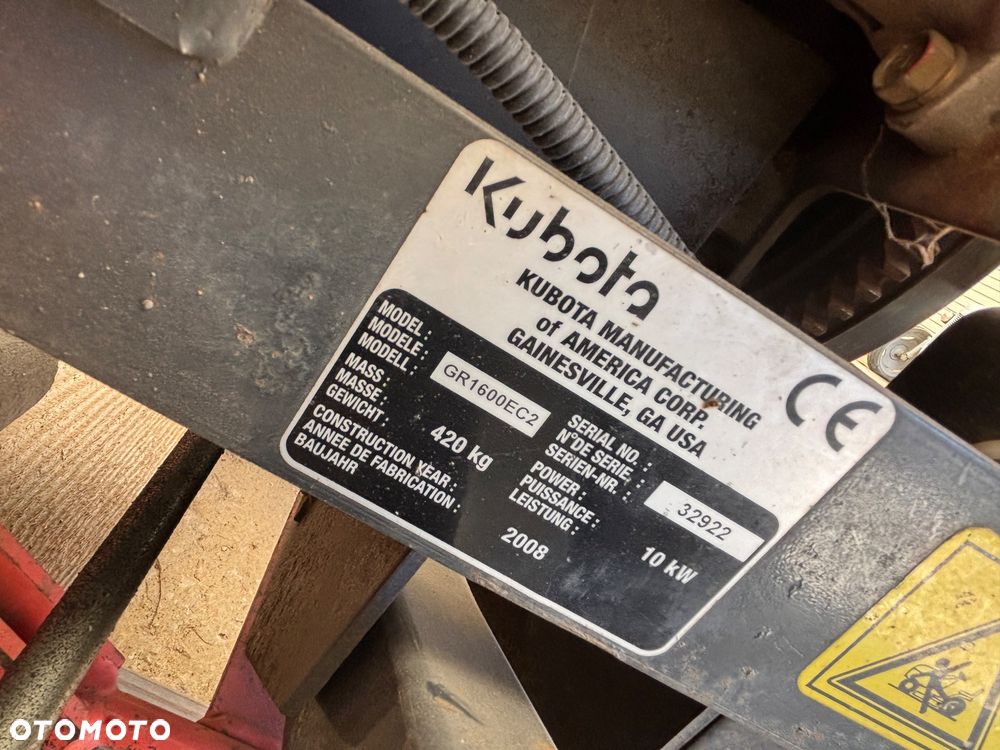 Kubota
KUBOTA MANUFACTURING
of AMERICA CORP.
GAINESVILLE, GA USA
CE
MODEL :
MODELE :
MODELL :
GR1600EC2
MASS :
MASSE :
GEWICHT .
420 kg
CONSTRUCTION YEAR :
ANNEE DE FABRICATION :
BAUJAHR
2008
SERIAL NO. :
N°DE SERIE. :
SERIEN-NR. :
32922
POWER :
PUISSANCE :
LEISTUNG :
10 kW
OTOMOTO